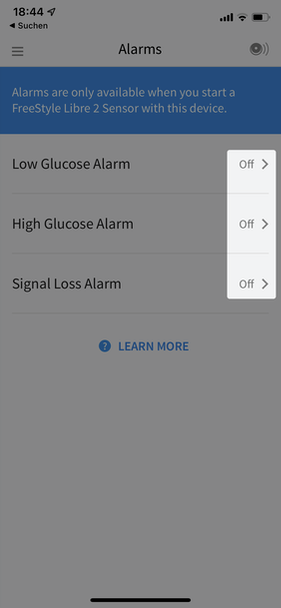 18:44
Suchen
Alarms
Alarms are only available when you start a
FreeStyle Libre 2 Sensor with this device.
Low Glucose Alarm Off
High Glucose Alarm Off
Signal Loss Alarm Off
? LEARN MORE